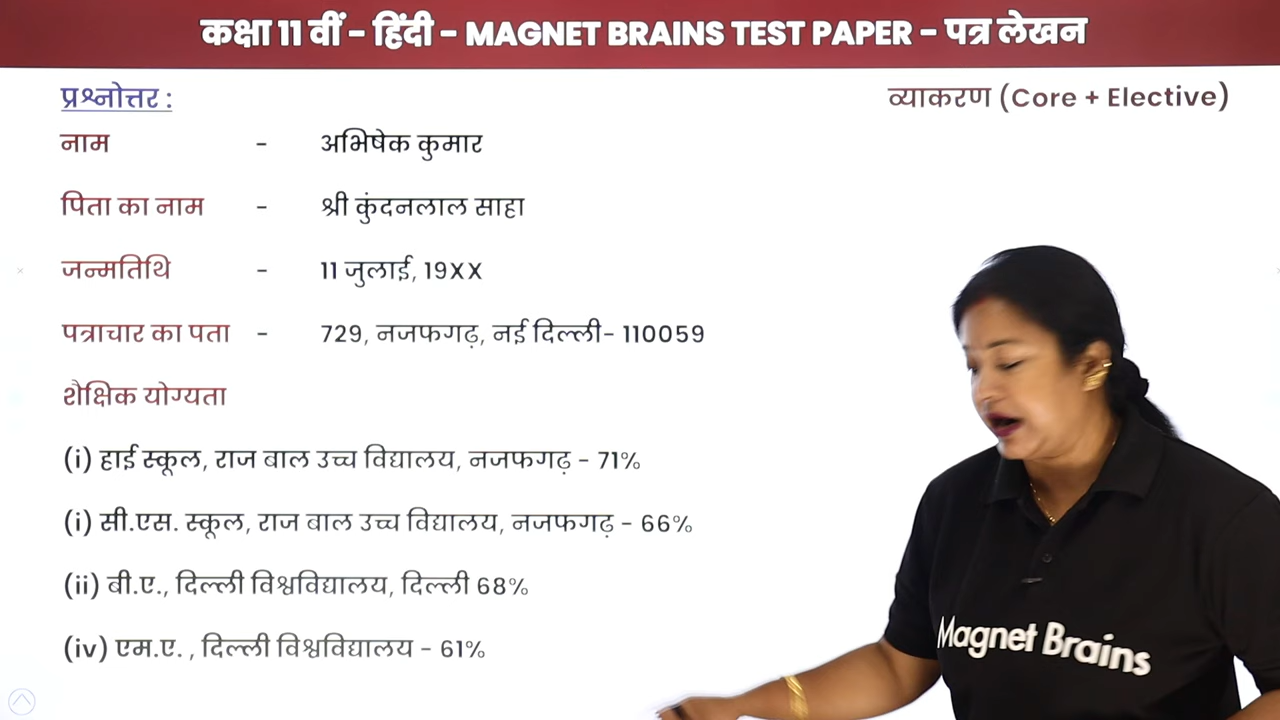 कक्षा 11 वीं - हिंदी - MAGNET BRAINS TEST PAPER - पत्र लेखन
प्रश्नोत्तर :
व्याकरण (Core + Elective)
नाम - अभिषेक कुमार
पिता का नाम - श्री कुंदनलाल साहा
जन्मतिथि - 11 जुलाई, 19XX
पत्राचार का पता - 729, नजफगढ़, नई दिल्ली- 110059
शैक्षिक योग्यता
(i) हाई स्कूल, राज बाल उच्च विद्यालय, नजफगढ़ - 71%
(i) सी.एस. स्कूल, राज बाल उच्च विद्यालय, नजफगढ़ - 66%
(ii) बी.ए., दिल्ली विश्वविद्यालय, दिल्ली 68%
(iv) एम.ए. , दिल्ली विश्वविद्यालय - 61%
Magnet Brains